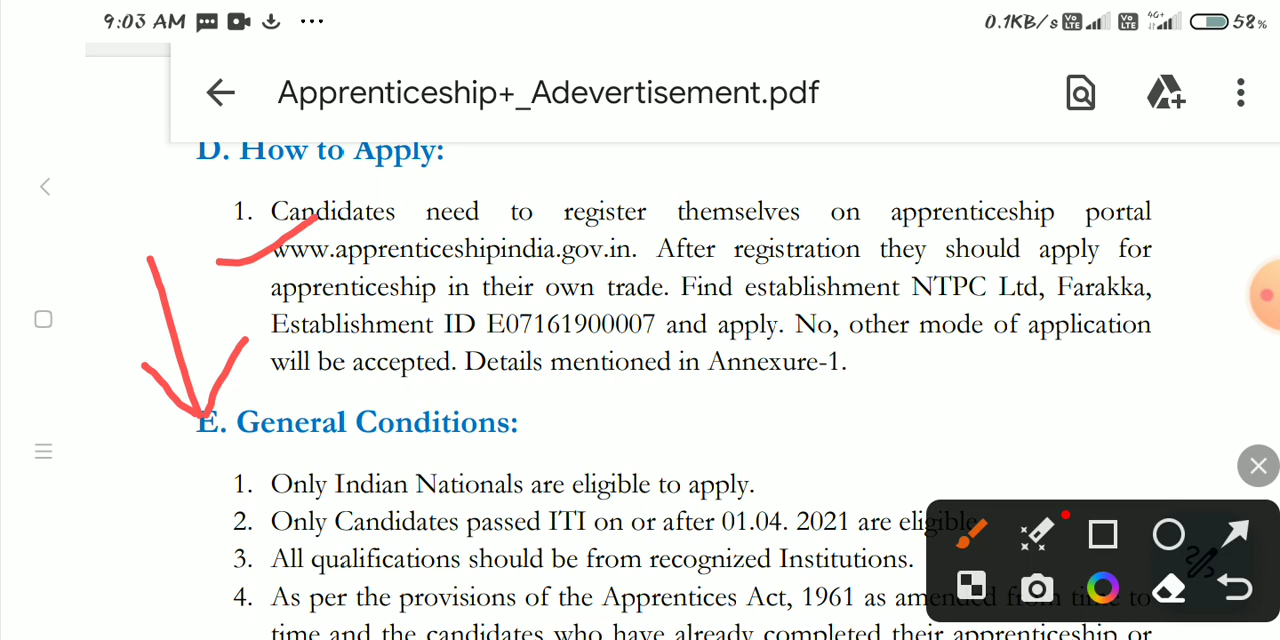 9:03 AM ... 0.1KB/s Vo LTE Vo LTE 4G+ 58%
Apprenticeship+_Adevertisement.pdf
D. How to Apply:
1. Candidates need to register themselves on apprenticeship portal
www.apprenticeshipindia.gov.in. After registration they should apply for
apprenticeship in their own trade. Find establishment NTPC Ltd, Farakka,
Establishment ID E07161900007 and apply. No, other mode of application
will be accepted. Details mentioned in Annexure-1.
E. General Conditions:
1. Only Indian Nationals are eligible to apply.
2. Only Candidates passed ITI on or after 01.04. 2021 are eligible
3. All qualifications should be from recognized Institutions.
4. As per the provisions of the Apprentices Act, 1961 as amended from time to
time and the candidates who have already completed their apprenticeship or